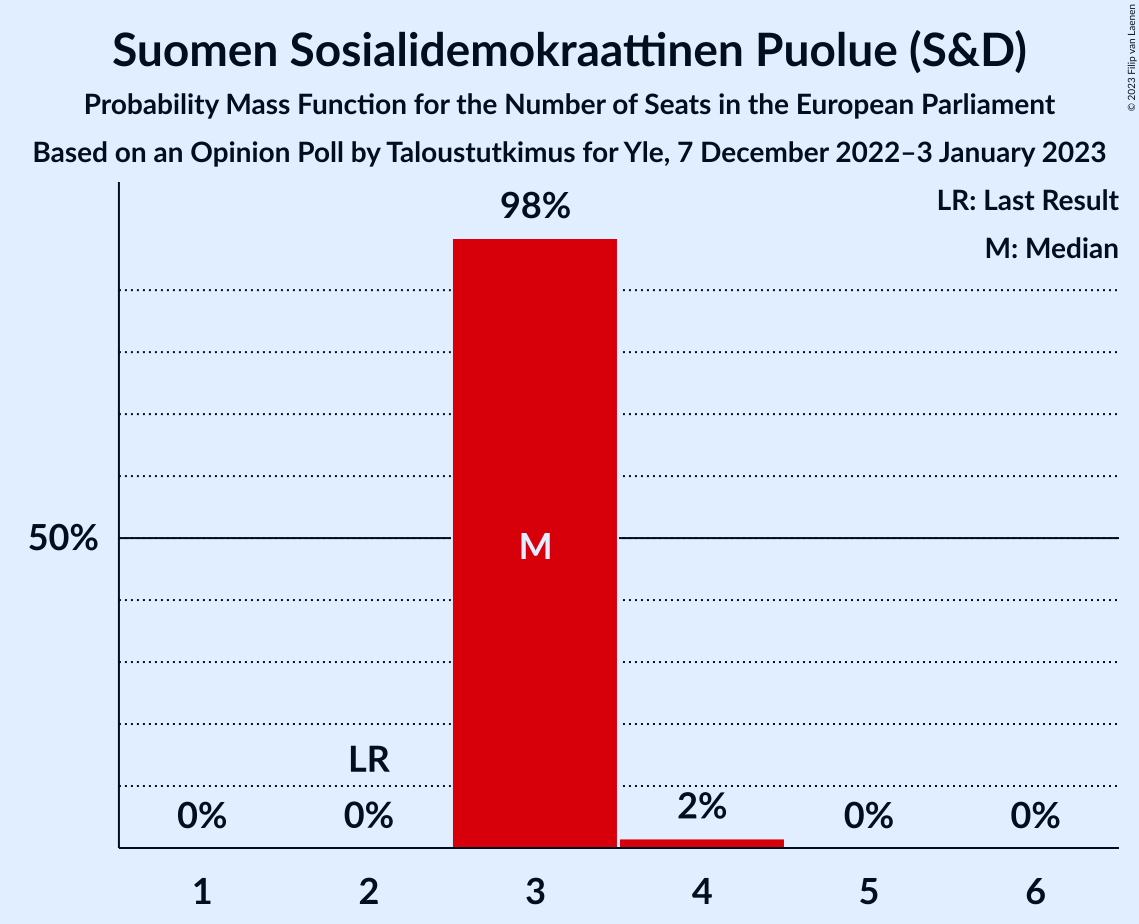 Suomen Sosialidemokraattinen Puolue (S&D)
Probability Mass Function for the Number of Seats in the European Parliament
Based on an Opinion Poll by Taloustutkimus for Yle, 7 December 2022–3 January 2023
© 2023 Filip van Laenen
LR: Last Result
M: Median
98%
50%
M
LR
0%
0%
2%
0%
0%
1
2
3
4
5
6